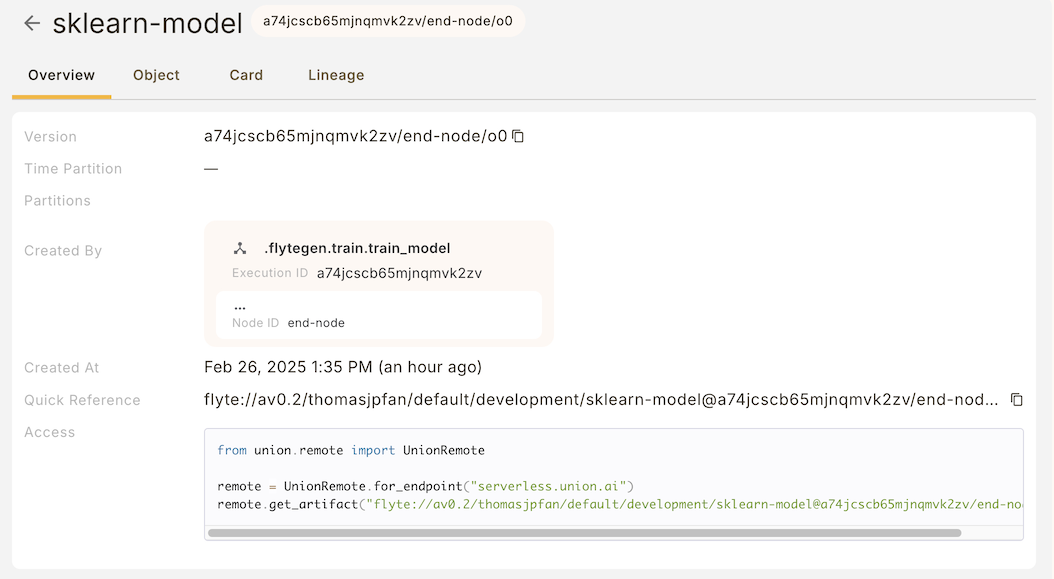 sklearn-model a74jcscb65mjnqmvk2zv/end-node/o0
Overview Object Card Lineage
Version a74jcscb65mjnqmvk2zv/end-node/o0
Time Partition —
Partitions
Created By
.flytegen.train.train_model
Execution ID a74jcscb65mjnqmvk2zv
...
Node ID end-node
Created At Feb 26, 2025 1:35 PM (an hour ago)
Quick Reference flyte://av0.2/thomasjpfan/default/development/sklearn-model@a74jcscb65mjnqmvk2zv/end-nod...
Access
from union.remote import UnionRemote
remote = UnionRemote.for_endpoint("serverless.union.ai")
remote.get_artifact("flyte://av0.2/thomasjpfan/default/development/sklearn-model@a74jcscb65mjnqmvk2zv/end-no